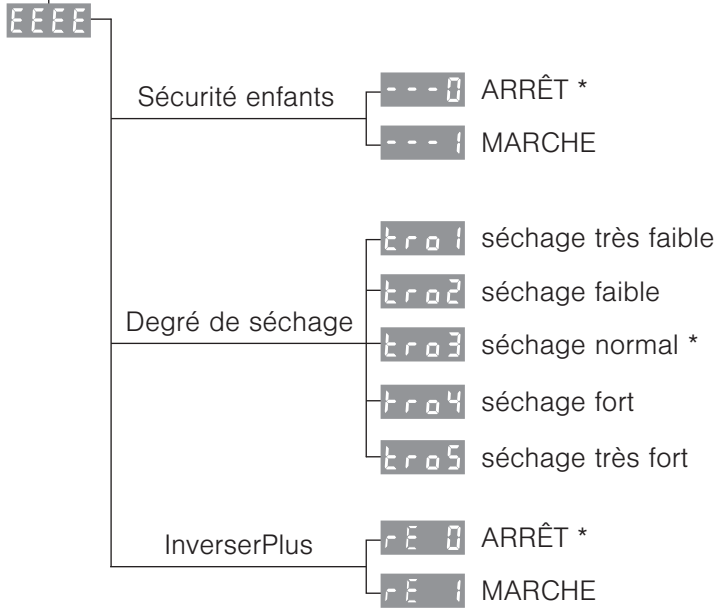 EEEE
Sécurité enfants
- - - 0 ARRÊT *
- - - 1 MARCHE
Degré de séchage
tro1 séchage très faible
tro2 séchage faible
tro3 séchage normal *
tro4 séchage fort
tro5 séchage très fort
InverserPlus
rE 0 ARRÊT *
rE 1 MARCHE